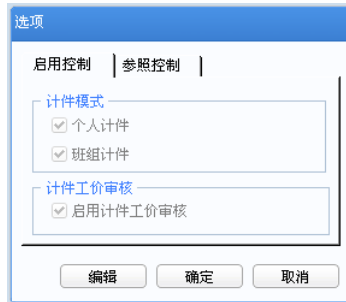 选项
启用控制 参照控制
计件模式
个人计件
班组计件
计件工价审核
启用计件工价审核
编辑 确定 取消